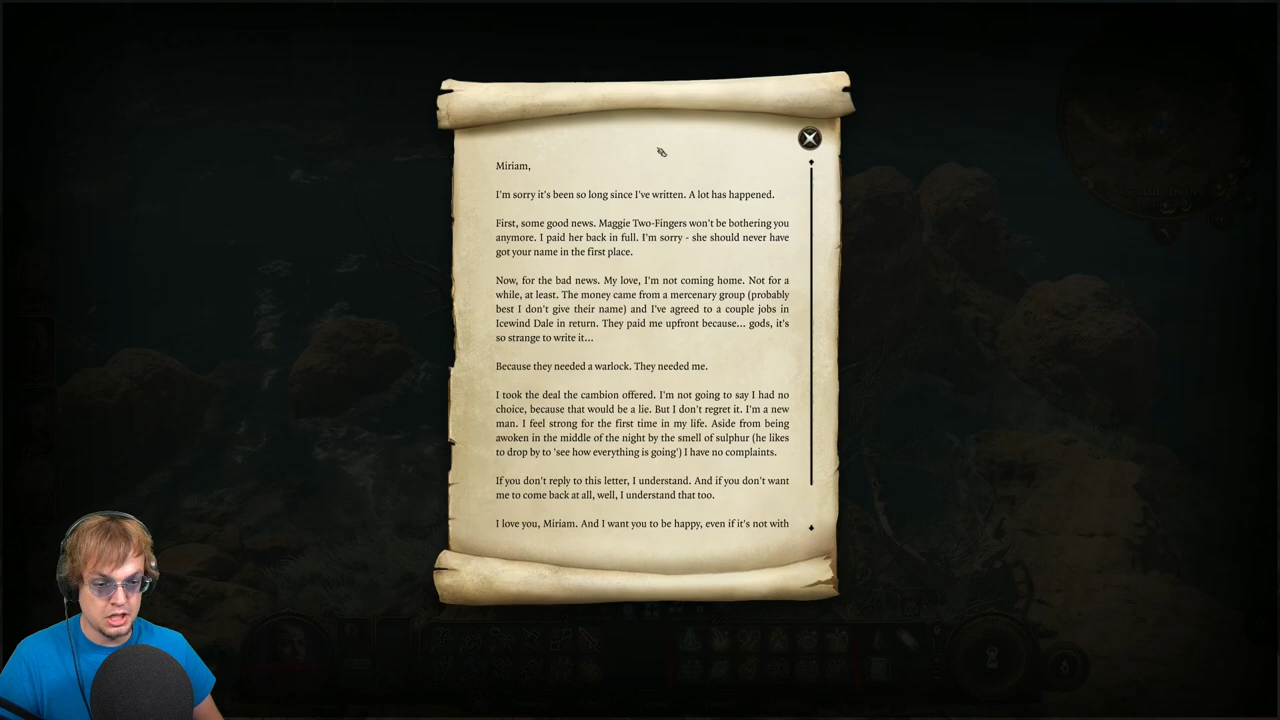 Miriam,
I'm sorry it's been so long since I've written. A lot has happened.
First, some good news. Maggie Two-Fingers won't be bothering you
anymore. I paid her back in full. I'm sorry - she should never have
got your name in the first place.
Now, for the bad news. My love, I'm not coming home. Not for a
while, at least. The money came from a mercenary group (probably
best I don't give their name) and I've agreed to a couple jobs in
Icewind Dale in return. They paid me upfront because... gods, it's
so strange to write it...
Because they needed a warlock. They needed me.
I took the deal the cambion offered. I'm not going to say I had no
choice, because that would be a lie. But I don't regret it. I'm a new
man. I feel strong for the first time in my life. Aside from being
awoken in the middle of the night by the smell of sulphur (he likes
to drop by to 'see how everything is going') I have no complaints.
If you don't reply to this letter, I understand. And if you don't want
me to come back at all, well, I understand that too.
I love you, Miriam. And I want you to be happy, even if it's not with